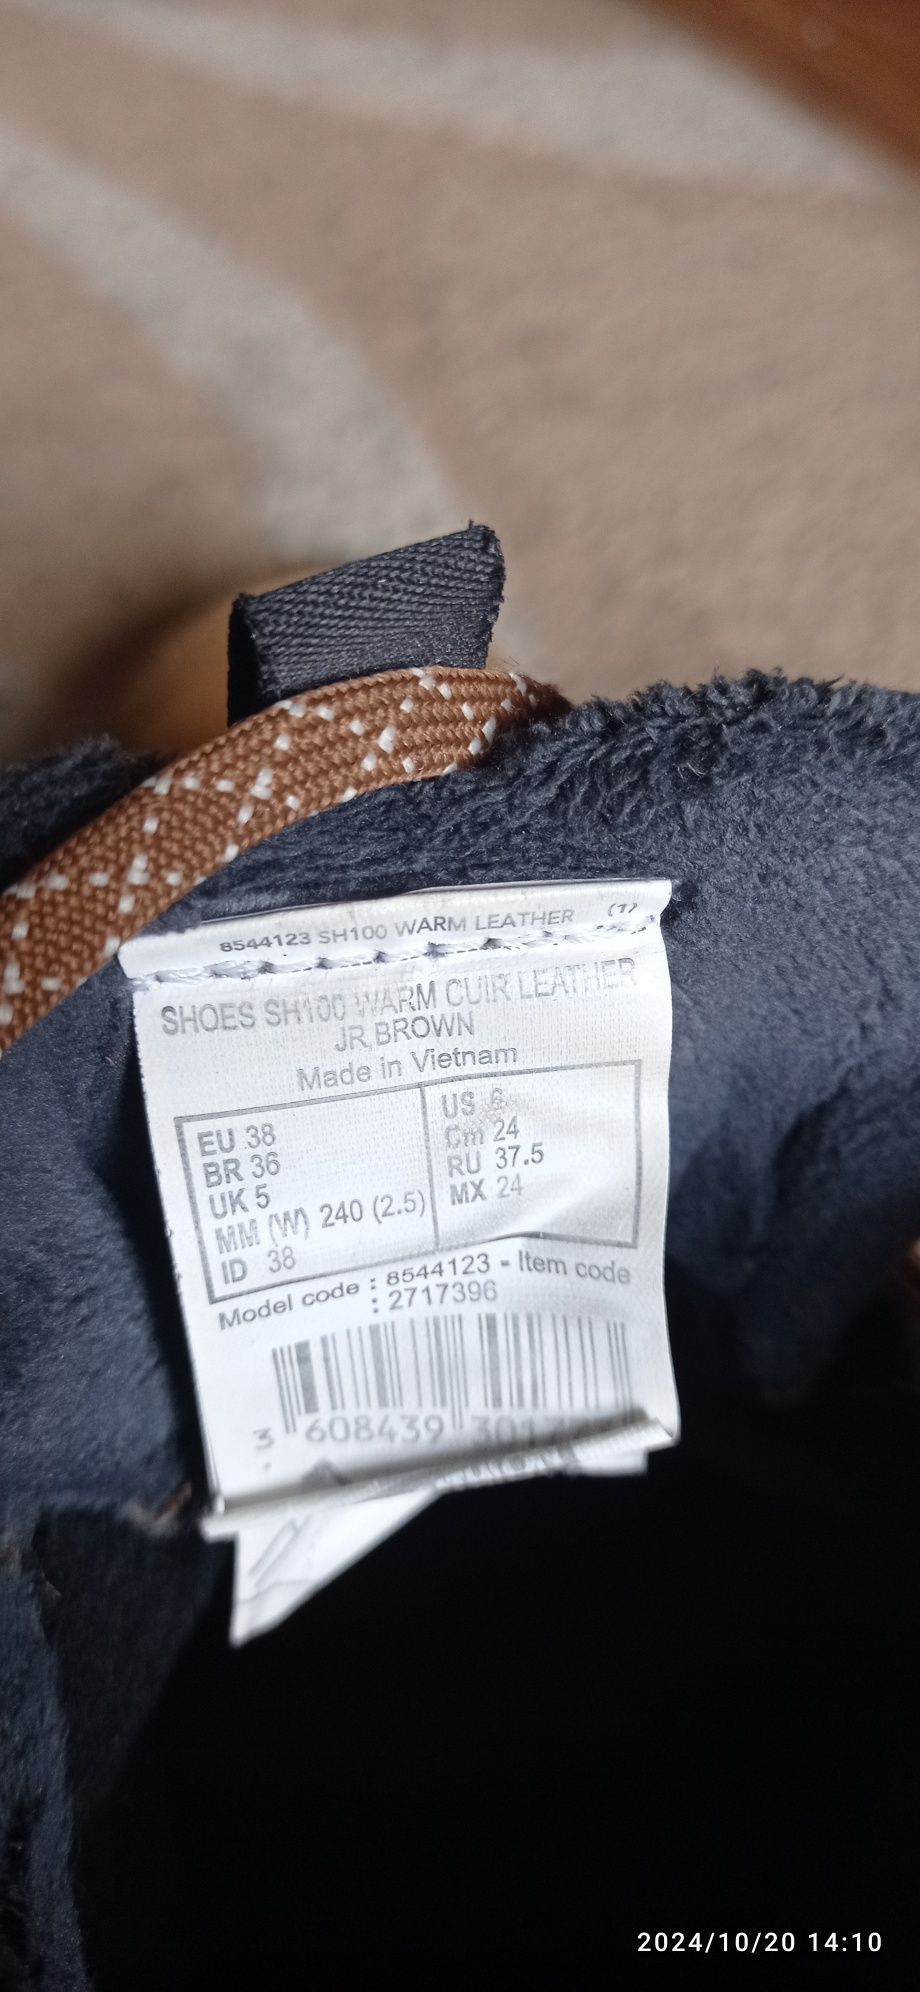 8544123 SH100 WARM LEATHER (1)
SHOES SH100 WARM CUIR LEATHER
JR BROWN
Made in Vietnam
EU 38
BR 36
UK 5
MM (W) 240 (2.5)
ID 38
US 6
Cm 24
RU 37.5
MX 24
Model code : 8544123 - Item code
: 2717396
3 608439
2024/10/20 14:10